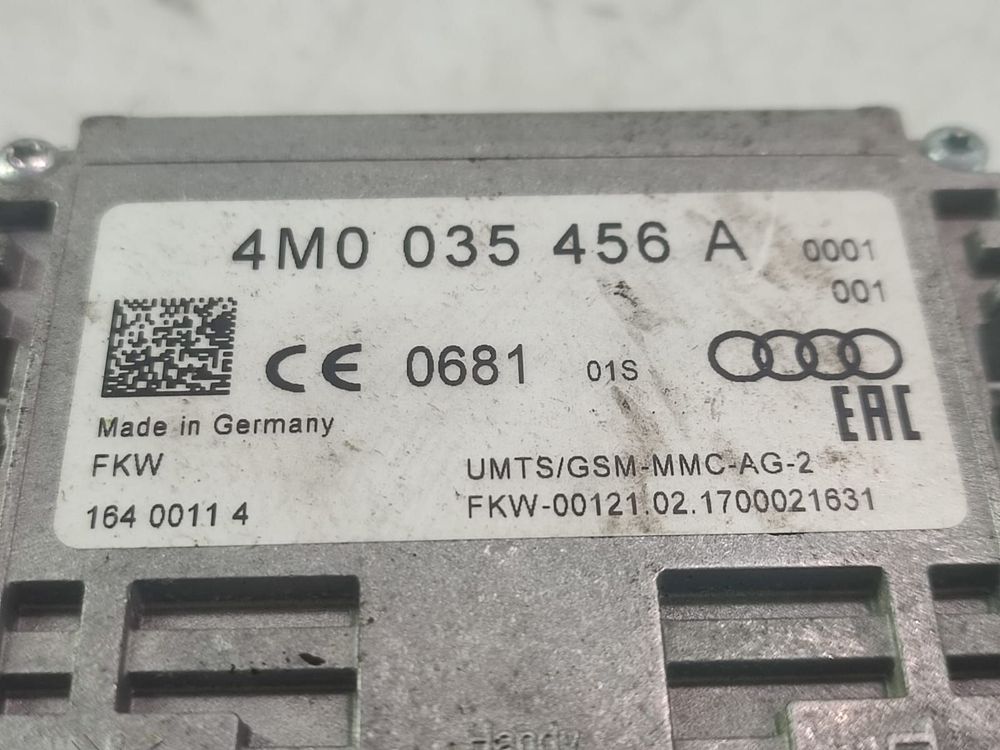 4M0 035 456 A 0001
001
CE 0681 01S
EAC
Made in Germany
FKW UMTS/GSM-MMC-AG-2
164 0011 4 FKW-00121.02.1700021631
Handy